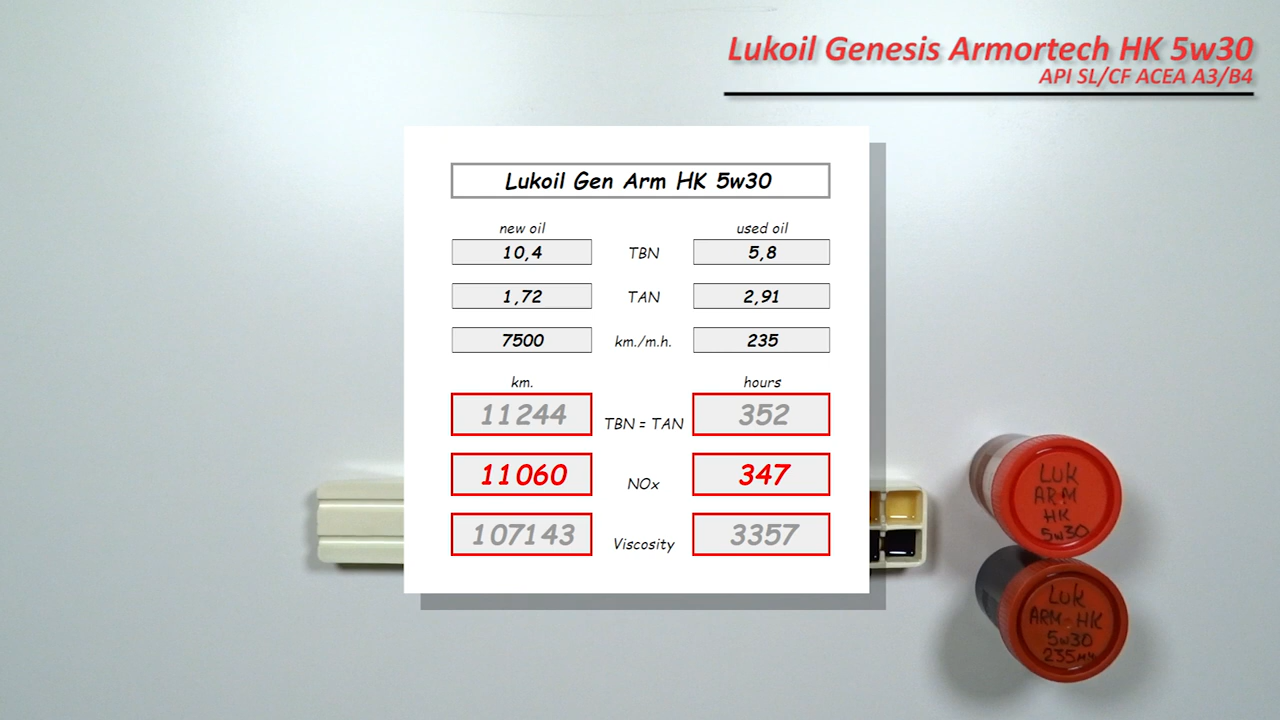 Lukoil Genesis Armortech HK 5w30
API SL/CF ACEA A3/B4
Lukoil Gen Arm HK 5w30
new oil used oil
10,4 TBN 5,8
1,72 TAN 2,91
7500 km./m.h. 235
km. hours
11244 TBN = TAN 352
11060 NOx 347
107143 Viscosity 3357
LUK
ARM
HK
5w30
LUK
ARM HK
5w30
235мч